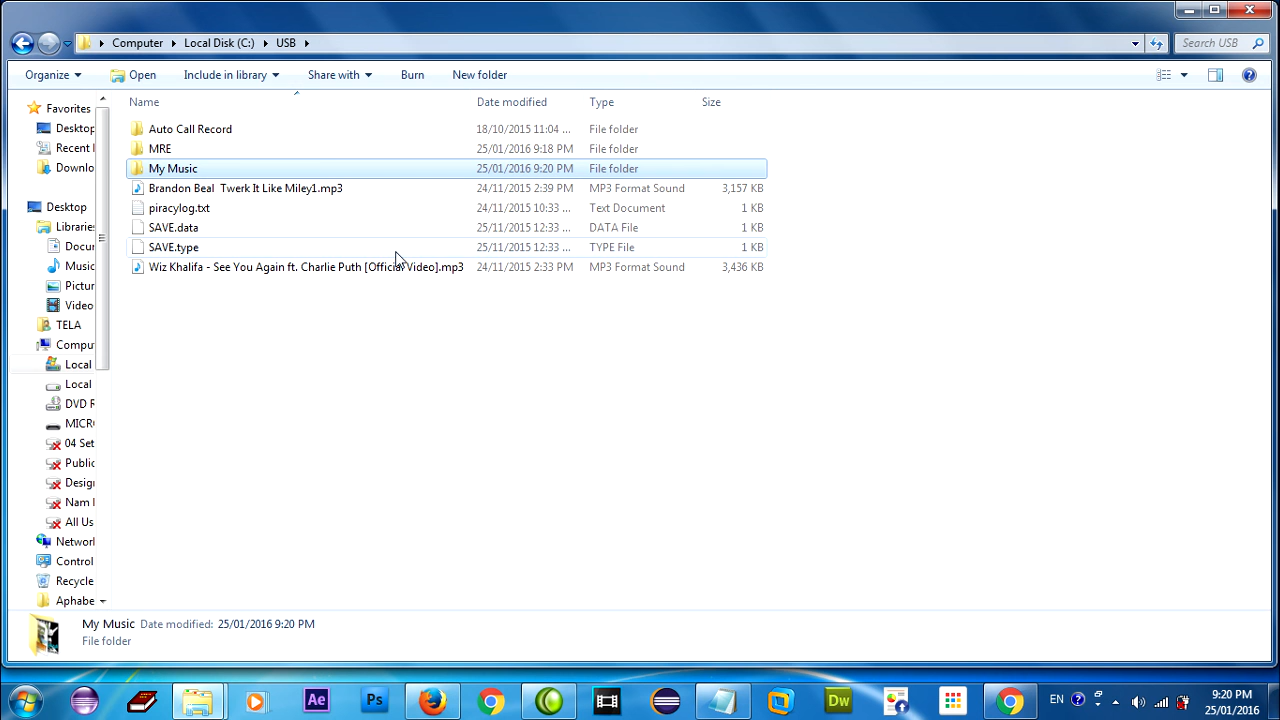 Computer Local Disk (C:) USB
Search USB
Organize Open Include in library Share with Burn New folder
Name Date modified Type Size
Auto Call Record 18/10/2015 11:04 ... File folder
MRE 25/01/2016 9:18 PM File folder
My Music 25/01/2016 9:20 PM File folder
Brandon Beal Twerk It Like Miley1.mp3 24/11/2015 2:39 PM MP3 Format Sound 3,157 KB
piracylog.txt 24/11/2015 10:33 ... Text Document 1 KB
SAVE.data 25/11/2015 12:33 ... DATA File 1 KB
SAVE.type 25/11/2015 12:33 ... TYPE File 1 KB
Wiz Khalifa - See You Again ft. Charlie Puth [Official Video].mp3 24/11/2015 2:33 PM MP3 Format Sound 3,436 KB
Favorites
Desktop
Recent
Downlo
Desktop
Libraries
Docur
Music
Pictur
Video
TELA
Compu
Local
Local
DVD R
MICR
04 Set
Public
Desig
Nam
All Us
Networ
Control
Recycle
Aphabe
My Music Date modified: 25/01/2016 9:20 PM
File folder
Ae
Ps
Dw
EN
9:20 PM
25/01/2016